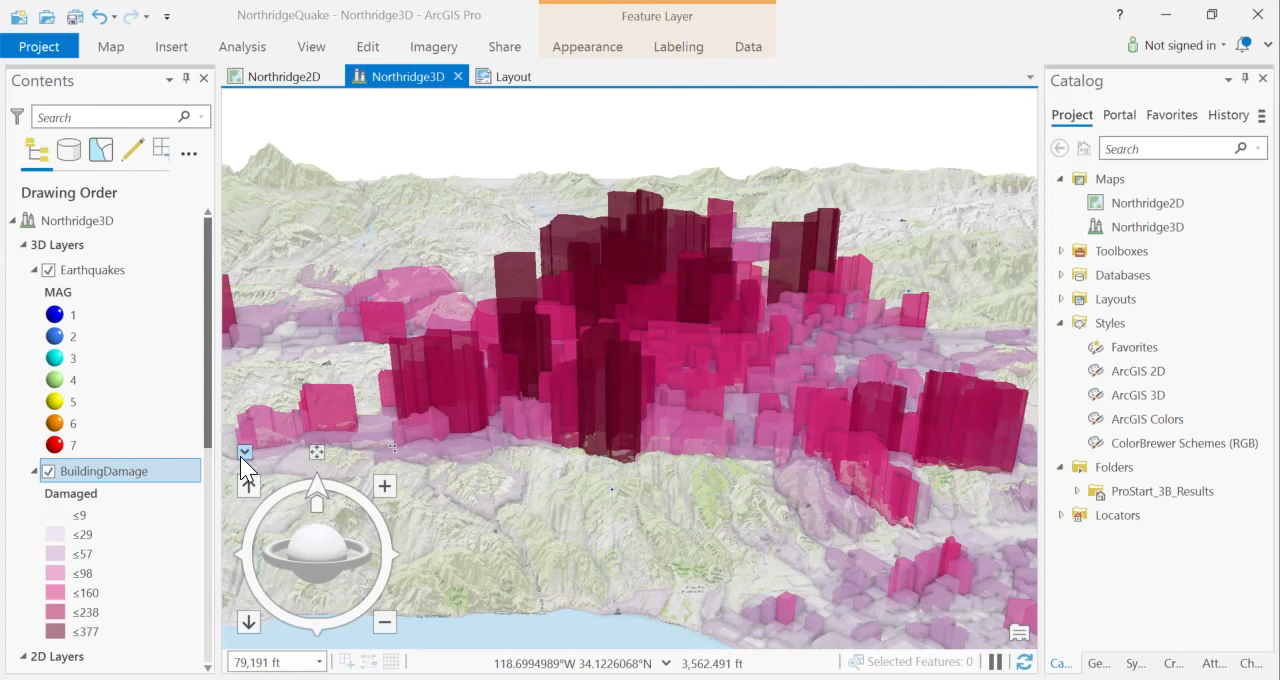 NorthridgeQuake - Northridge3D - ArcGIS Pro
Feature Layer
?
Project
Map
Insert
Analysis
View
Edit
Imagery
Share
Appearance
Labeling
Data
Not signed in
Contents
Search
Drawing Order
Northridge3D
3D Layers
Earthquakes
MAG
1
2
3
4
5
6
7
BuildingDamage
Damaged
≤9
≤29
≤57
≤98
≤160
≤238
≤377
2D Layers
Northridge2D
Northridge3D
Layout
79,191 ft
118.6994989°W 34.1226068°N
3,562.491 ft
Selected Features: 0
Catalog
Project
Portal
Favorites
History
Search
Maps
Northridge2D
Northridge3D
Toolboxes
Databases
Layouts
Styles
Favorites
ArcGIS 2D
ArcGIS 3D
ArcGIS Colors
ColorBrewer Schemes (RGB)
Folders
ProStart_3B_Results
Locators
Ca...
Ge...
Sy...
Cr...
Att...
Ch...